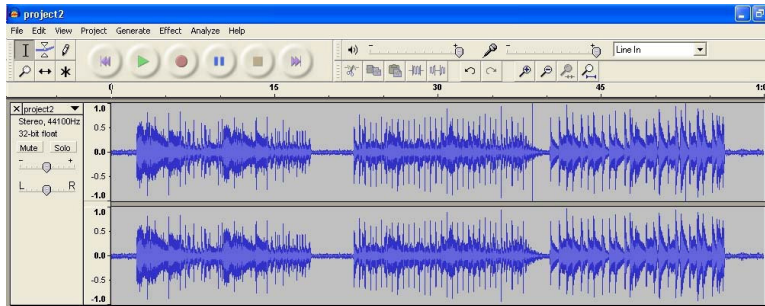 project2
File Edit View Project Generate Effect Analyze Help
Line In
0 15 30 45 1:0
project2
Stereo, 44100Hz
32-bit float
Mute Solo
- +
L R
1.0
0.5
0.0
-0.5
-1.0
1.0
0.5
0.0
-0.5
-1.0